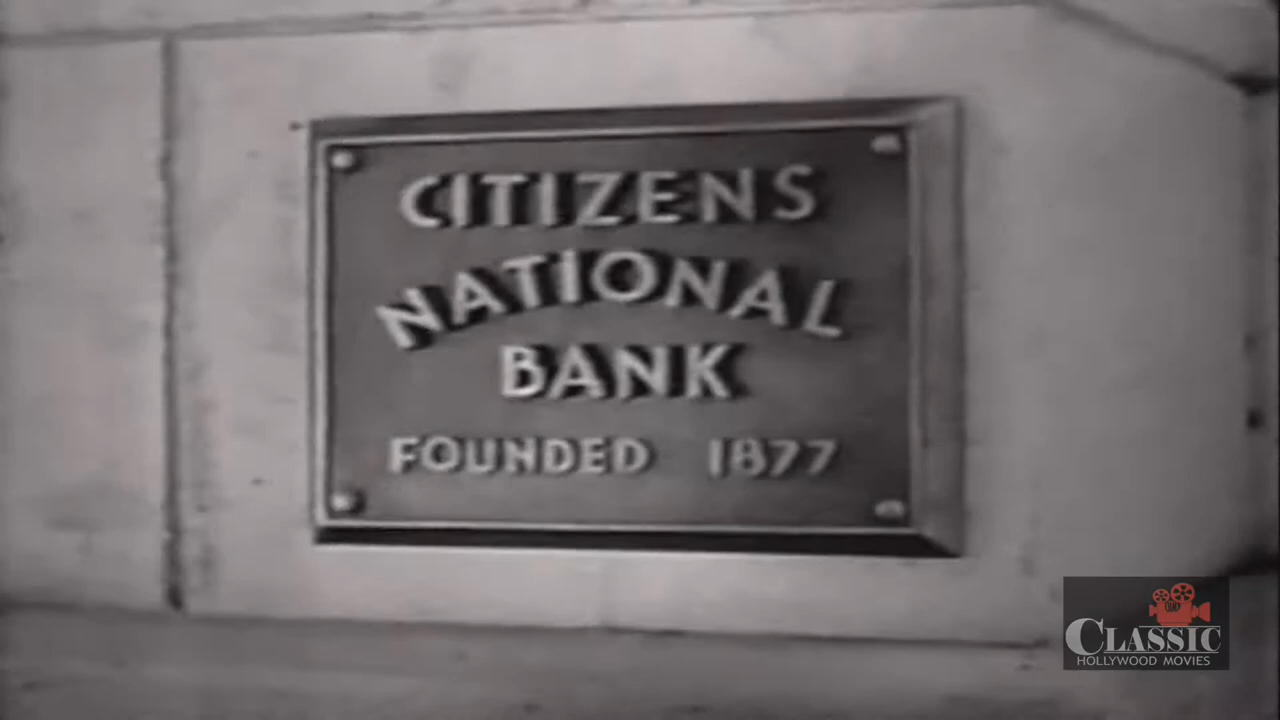 CITIZENS
NATIONAL
BANK
FOUNDED 1877
CLASSIC
HOLLYWOOD MOVIES